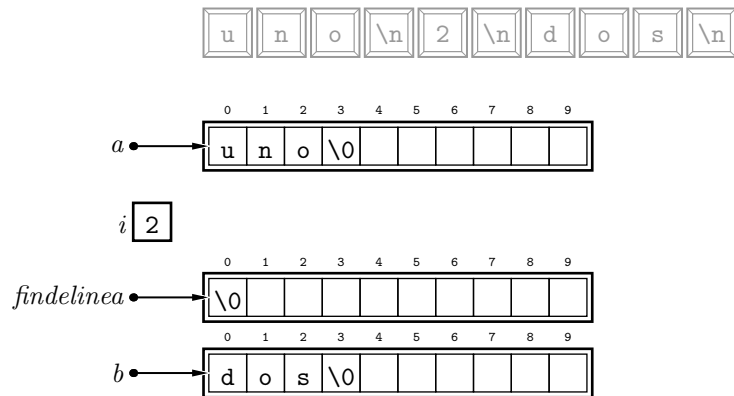 u n o \n 2 \n d o s \n
0 1 2 3 4 5 6 7 8 9
a u n o \0
i 2
0 1 2 3 4 5 6 7 8 9
findelinea \0
0 1 2 3 4 5 6 7 8 9
b d o s \0